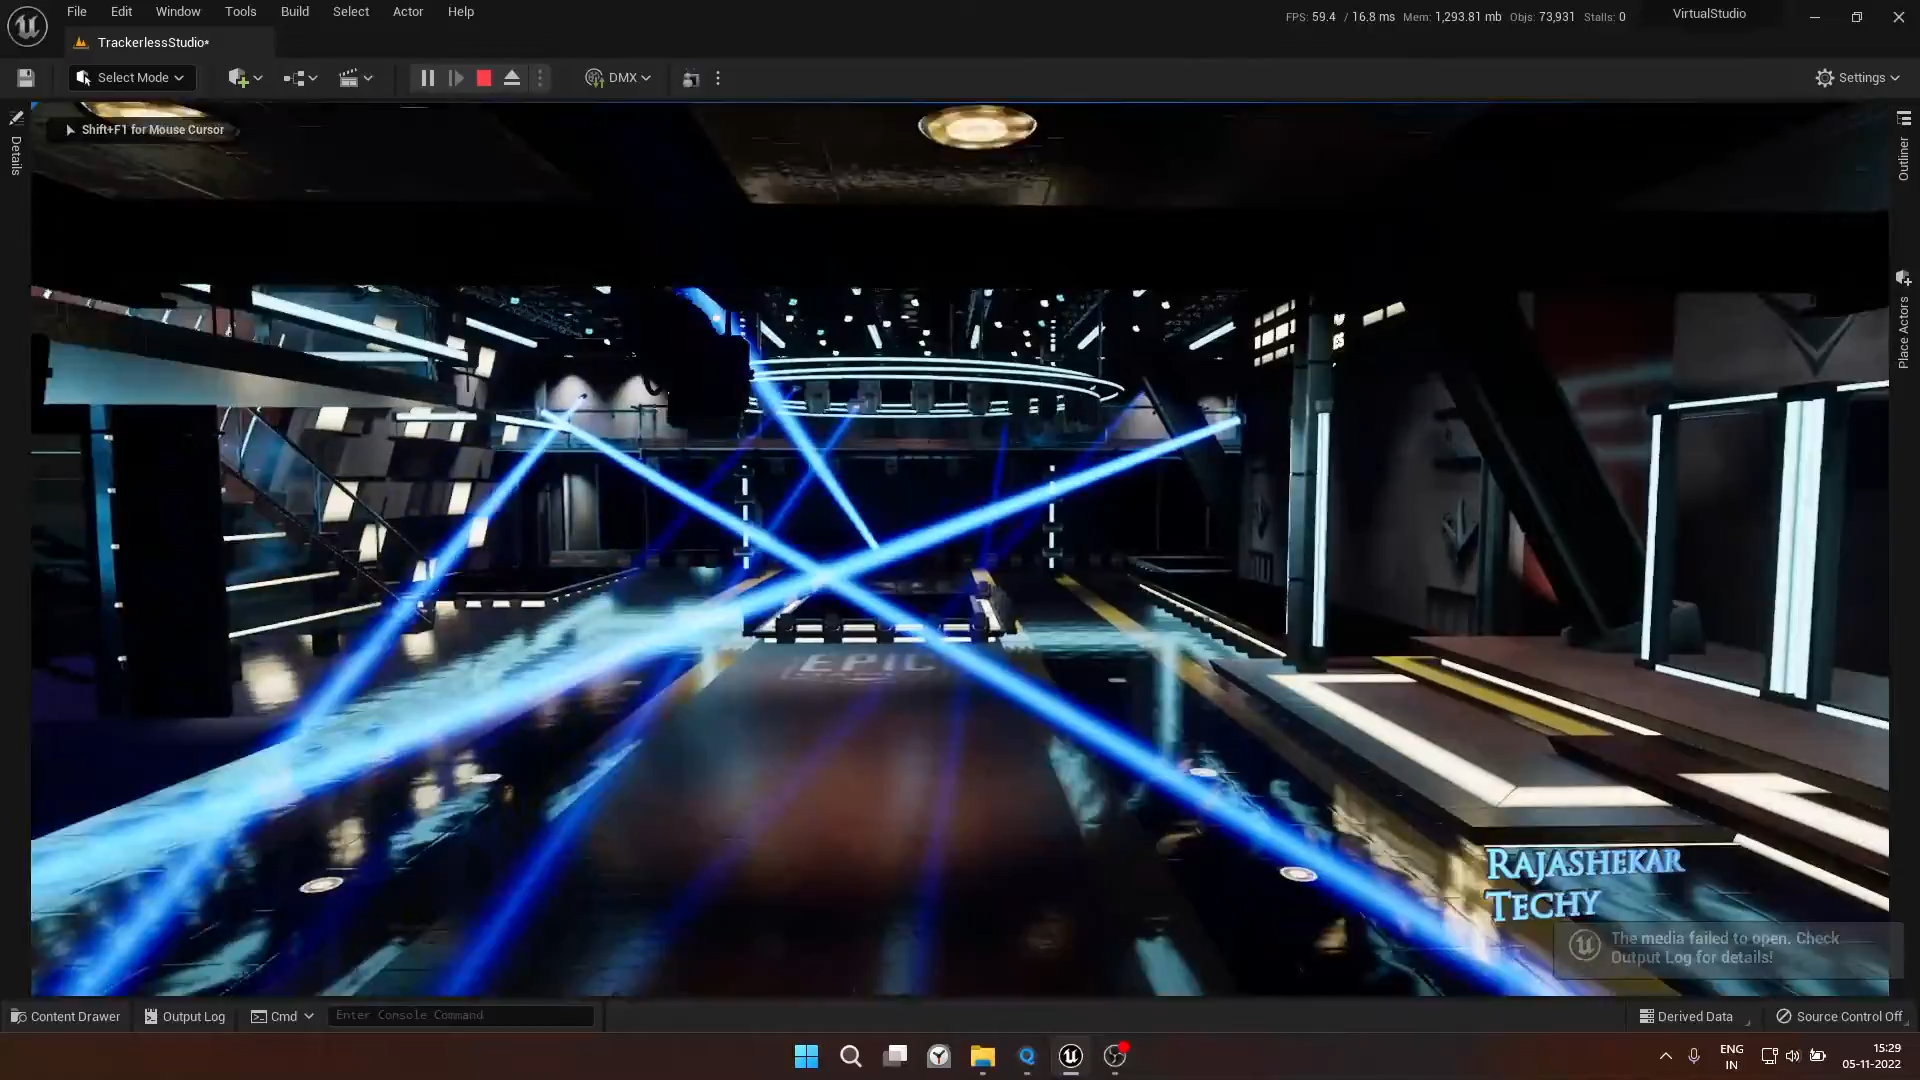 File Edit Window Tools Build Select Actor Help
FPS: 59.4 / 16.8 ms Mem: 1,293.81 mb Objs: 73,931 Stalls: 0
VirtualStudio
TrackerlessStudio*
Select Mode
DMX
Settings
Shift+F1 for Mouse Cursor
Details
Outliner
Place Actors
EPIC
RAJASHEKAR
TECHY
The media failed to open. Check
Output Log for details!
Content Drawer
Output Log
Cmd
Enter Console Command
Derived Data
Source Control Off
ENG
IN
15:29
05-11-2022